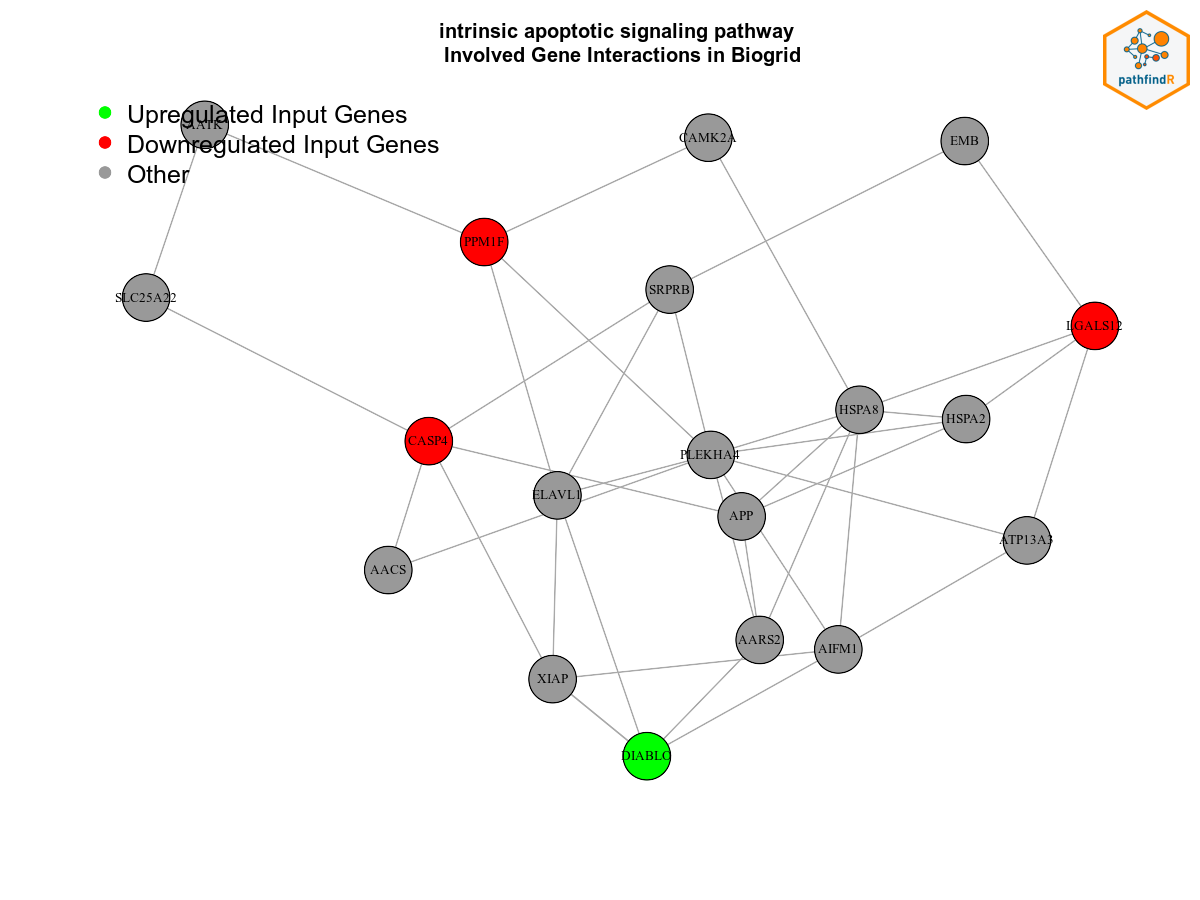 intrinsic apoptotic signaling pathway
Involved Gene Interactions in Biogrid
pathfindR
Upregulated Input Genes
Downregulated Input Genes
Other
AATK
CAMK2A
EMB
PPM1F
SRPRB
SLC25A22
LGALS12
HSPA8
HSPA2
CASP4
PLEKHA4
ELAVL1
APP
ATP13A3
AACS
AARS2
AIFM1
XIAP
DIABLO